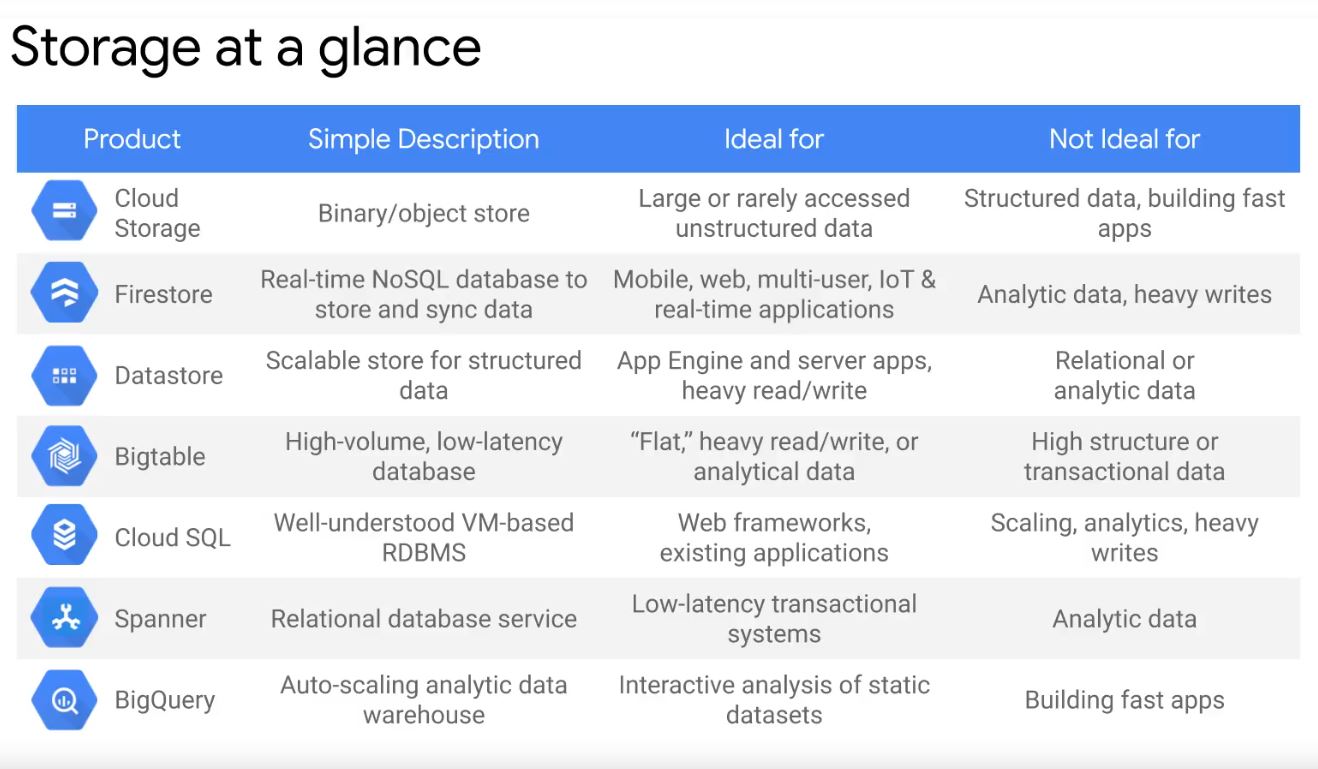 Storage at a glance
Product Simple Description Ideal for Not Ideal for
Cloud
Storage
Binary/object store
Large or rarely accessed
unstructured data
Structured data, building fast
apps
Firestore
Real-time NoSQL database to
store and sync data
Mobile, web, multi-user, IoT &
real-time applications
Analytic data, heavy writes
Datastore
Scalable store for structured
data
App Engine and server apps,
heavy read/write
Relational or
analytic data
Bigtable
High-volume, low-latency
database
“Flat,” heavy read/write, or
analytical data
High structure or
transactional data
Cloud SQL
Well-understood VM-based
RDBMS
Web frameworks,
existing applications
Scaling, analytics, heavy
writes
Spanner
Relational database service
Low-latency transactional
systems
Analytic data
BigQuery
Auto-scaling analytic data
warehouse
Interactive analysis of static
datasets
Building fast apps